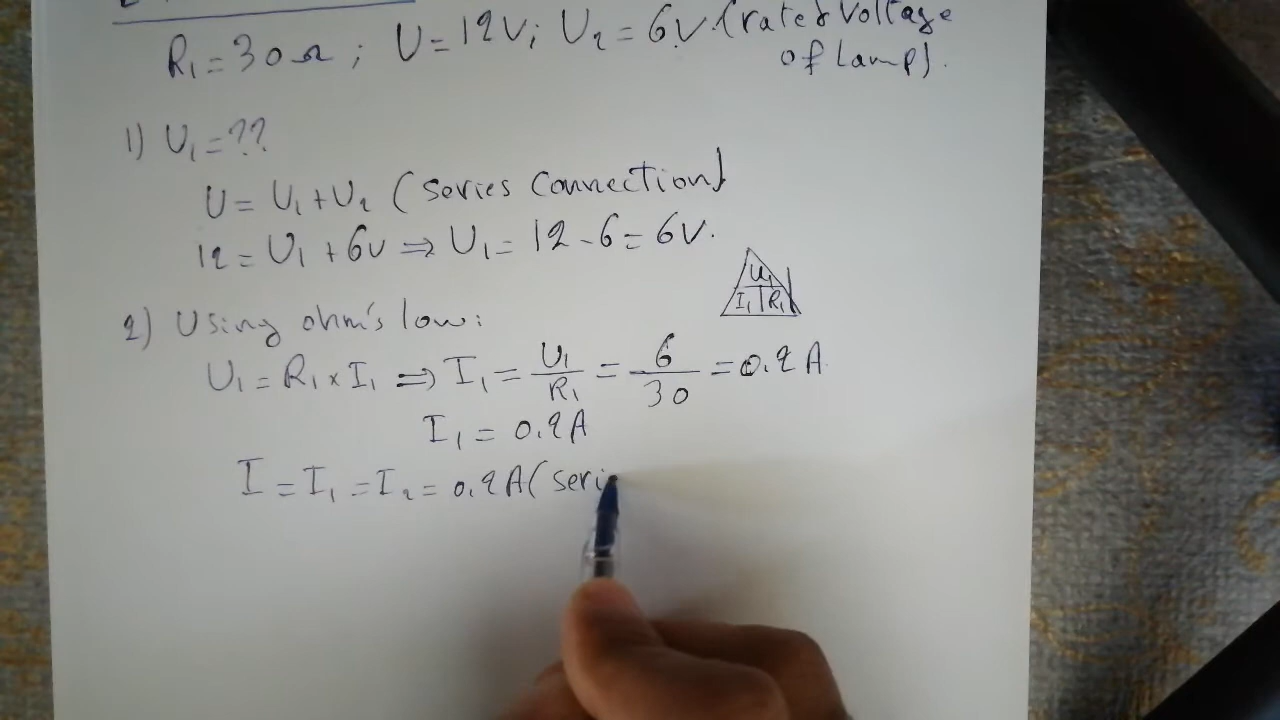 R₁ = 30Ω ; U = 12V; U₂ = 6V. (rated Voltage
of Lamp).
1) U₁ = ??
U = U₁ + U₂ (series Connection)
12 = U₁ + 6V ⇒ U₁ = 12 - 6 = 6V.
U₁
I₁ R₁
2) Using ohm's low:
U₁ = R₁ × I₁ ⇒ I₁ = U₁/R₁ = 6/30 = 0.2 A.
I₁ = 0.2A
I = I₁ = I₂ = 0.2A (seri